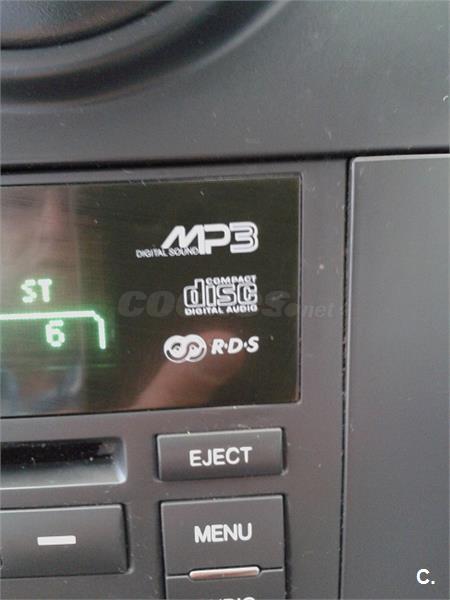 MP3
DIGITAL SOUND
ST
COMPACT
disc
DIGITAL AUDIO
6
R·D·S
EJECT
MENU
C.